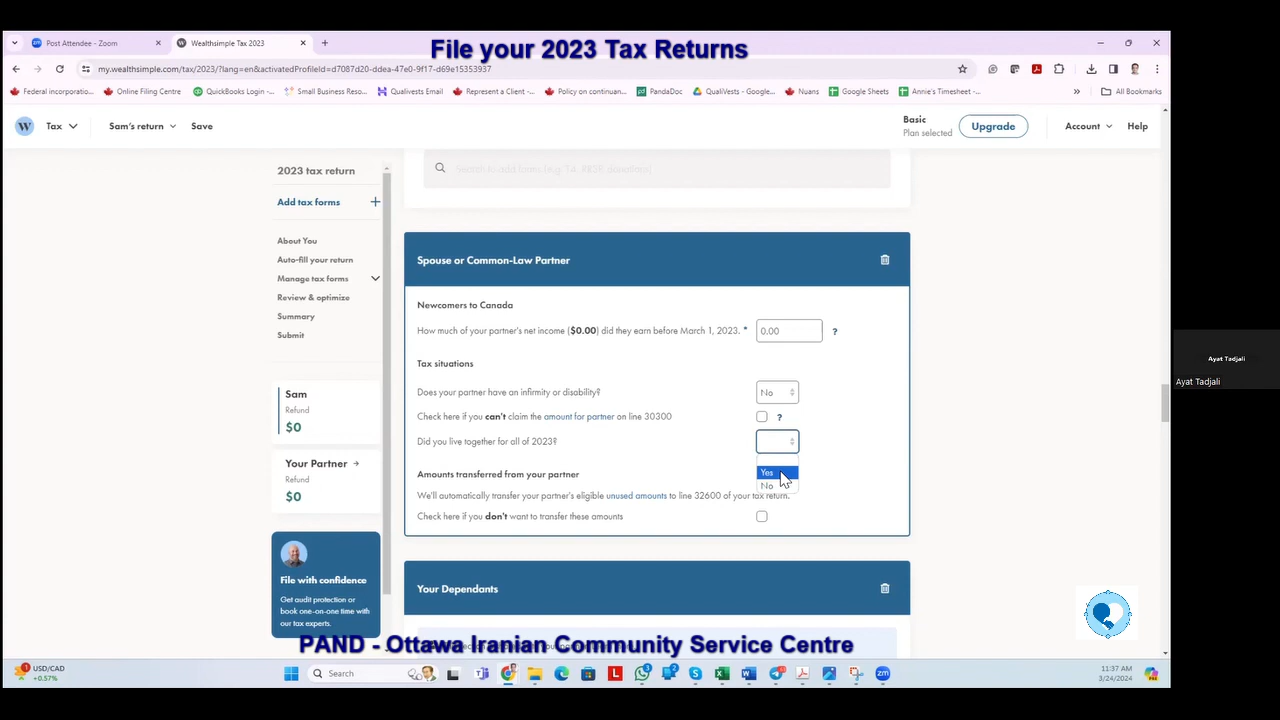 File your 2023 Tax Returns
Post Attendee - Zoom
Wealthsimple Tax 2023
my.wealthsimple.com/tax/2023/?lang=en&activatedProfileId=d7087d20-ddea-47e0-9f17-d69e15353937
Federal incorporatio...
Online Filing Centre
QuickBooks Login -...
Small Business Reso...
Qualivests Email
Represent a Client -...
Policy on continuan...
PandaDoc
QualiVests - Google...
Nuans
Google Sheets
Annie's Timesheet -...
All Bookmarks
W Tax
Sam's return
Save
Basic
Plan selected
Upgrade
Account
Help
2023 tax return
Add tax forms +
About You
Auto-fill your return
Manage tax forms
Review & optimize
Summary
Submit
Sam
Refund
$0
Your Partner →
Refund
$0
File with confidence
Get audit protection or
book one-on-one time with
our tax experts.
Search to add forms (e.g. T4, RRSP, donations)
Spouse or Common-Law Partner
Newcomers to Canada
How much of your partner's net income ($0.00) did they earn before March 1, 2023. * 0.00 ?
Tax situations
Does your partner have an infirmity or disability? No
Check here if you can't claim the amount for partner on line 30300 ?
Did you live together for all of 2023?
Yes
No
Amounts transferred from your partner
We'll automatically transfer your partner's eligible unused amounts to line 32600 of your tax return.
Check here if you don't want to transfer these amounts
Your Dependants
PAND - Ottawa Iranian Community Service Centre
Ayat Tadjali
Ayat Tadjali
USD/CAD
+0.57%
Search
11:37 AM
3/24/2024